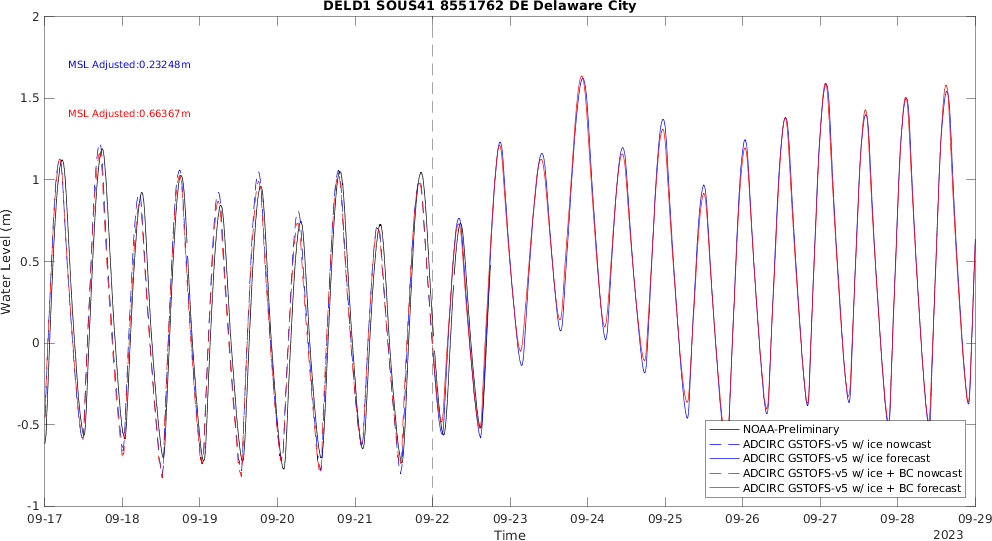 DELD1 SOUS41 8551762 DE Delaware City
2
1.5
1
0.5
0
-0.5
-1
Water Level (m)
MSL Adjusted:0.23248m
MSL Adjusted:0.66367m
NOAA-Preliminary
ADCIRC GSTOFS-v5 w/ ice nowcast
ADCIRC GSTOFS-v5 w/ ice forecast
ADCIRC GSTOFS-v5 w/ ice + BC nowcast
ADCIRC GSTOFS-v5 w/ ice + BC forecast
09-17 09-18 09-19 09-20 09-21 09-22 09-23 09-24 09-25 09-26 09-27 09-28 09-29
Time
2023